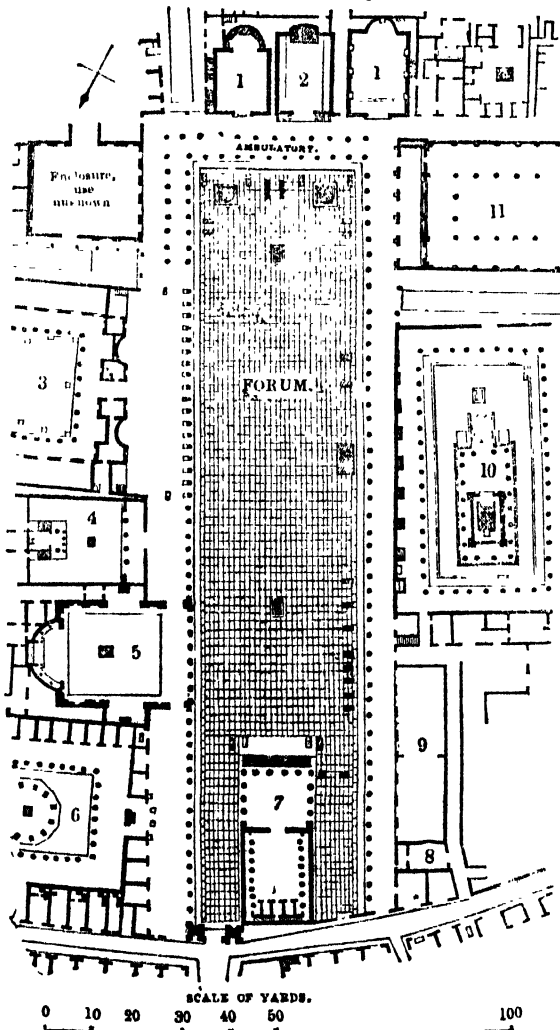 1 2 1
AMBULATORY.
Enclosure,
use
unknown
11
3
FORUM.
10
4
5
9
7
6
8
SCALE OF YARDS.
0 10 20 30 40 50 100